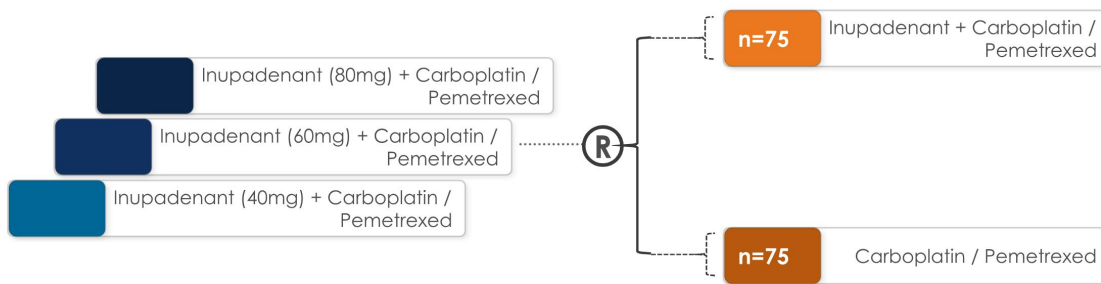 Inupadenant (80mg) + Carboplatin /
Pemetrexed
Inupadenant (60mg) + Carboplatin /
Pemetrexed
Inupadenant (40mg) + Carboplatin /
Pemetrexed
R
n=75
Inupadenant + Carboplatin /
Pemetrexed
n=75
Carboplatin / Pemetrexed